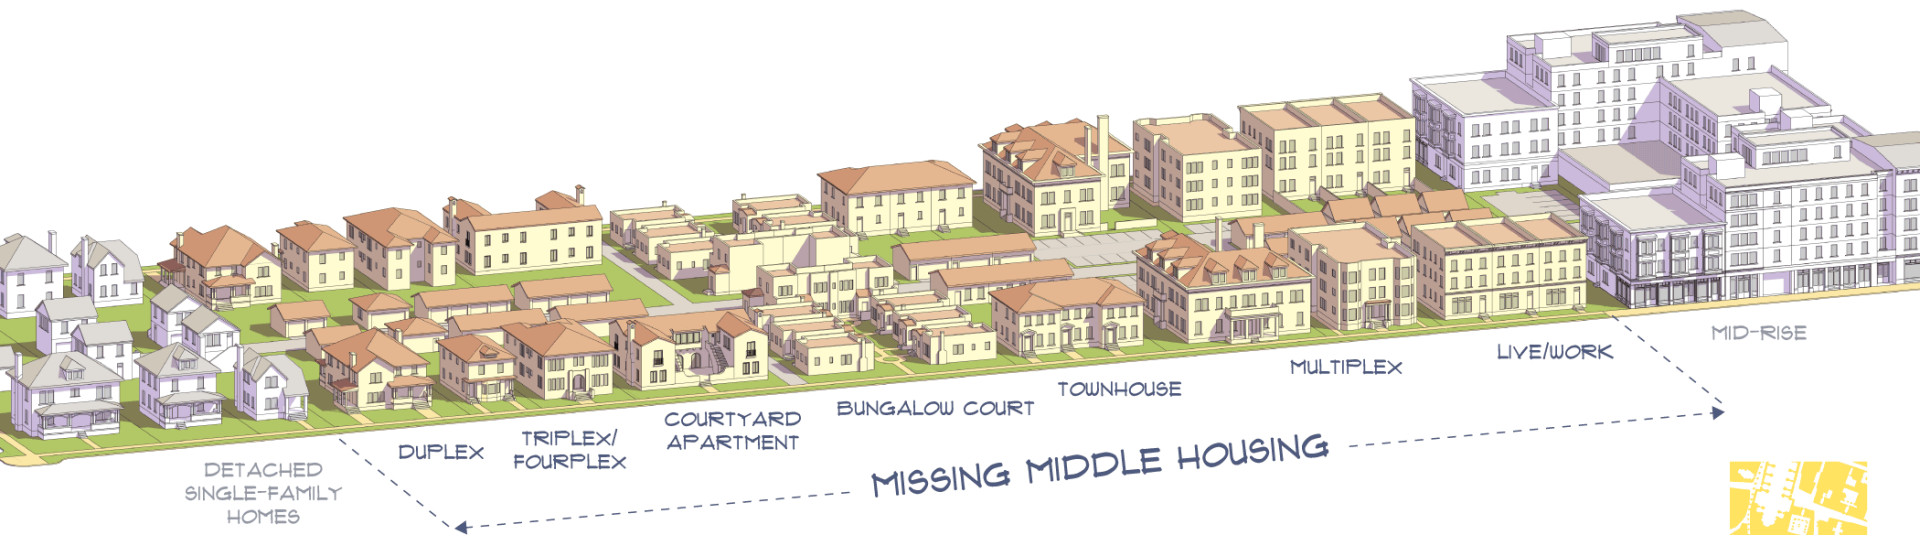 DETACHED
SINGLE-FAMILY
HOMES
DUPLEX
TRIPLEX/
FOURPLEX
COURTYARD
APARTMENT
BUNGALOW COURT
TOWNHOUSE
MULTIPLEX
LIVE/WORK
MID-RISE
MISSING MIDDLE HOUSING